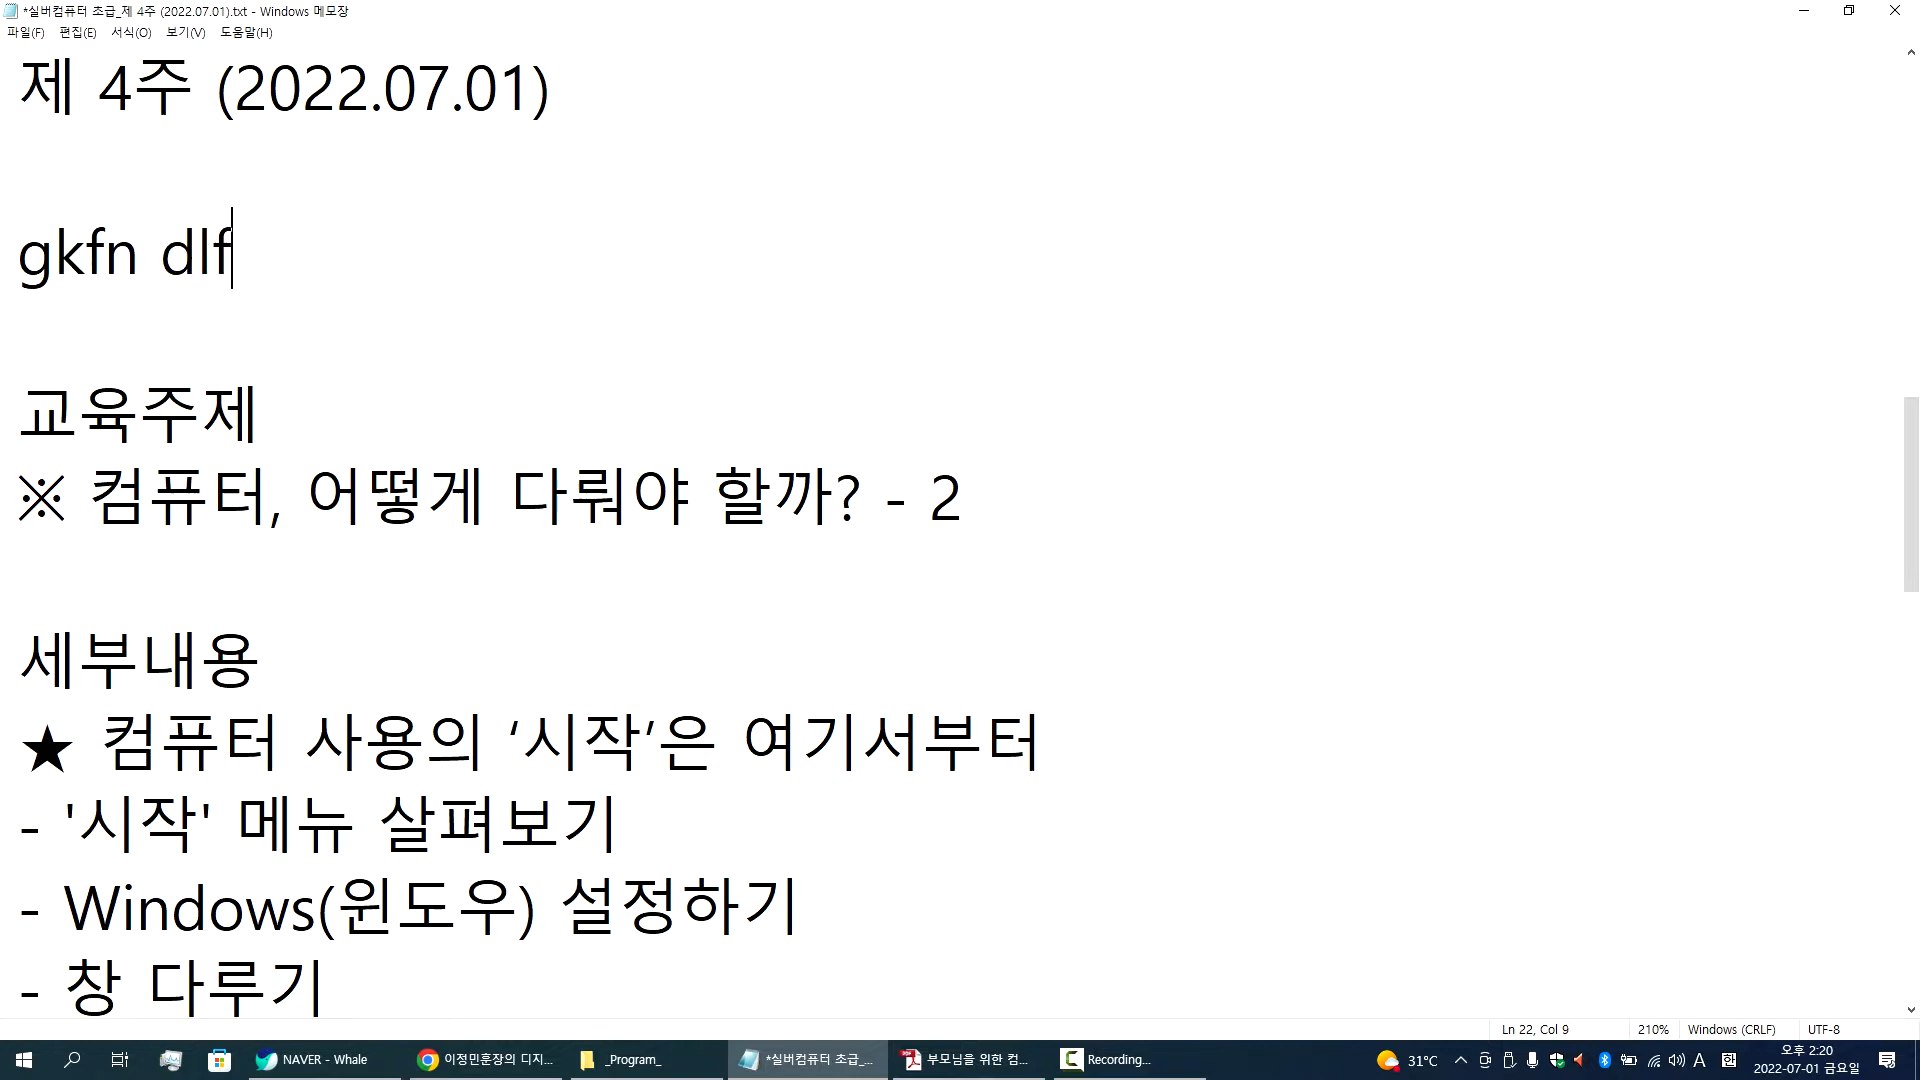 *실버컴퓨터 초급_제 4주 (2022.07.01).txt - Windows 메모장
파일(F) 편집(E) 서식(O) 보기(V) 도움말(H)
제 4주 (2022.07.01)
gkfn dlf
교육주제
※ 컴퓨터, 어떻게 다뤄야 할까? - 2
세부내용
★ 컴퓨터 사용의 ‘시작’은 여기서부터
- '시작' 메뉴 살펴보기
- Windows(윈도우) 설정하기
- 창 다루기
Ln 22, Col 9 210% Windows (CRLF) UTF-8
NAVER - Whale 이정민훈장의 디지... _Program_ *실버컴퓨터 초급_... 부모님을 위한 컴... Recording... 31°C A 한 오후 2:20
2022-07-01 금요일